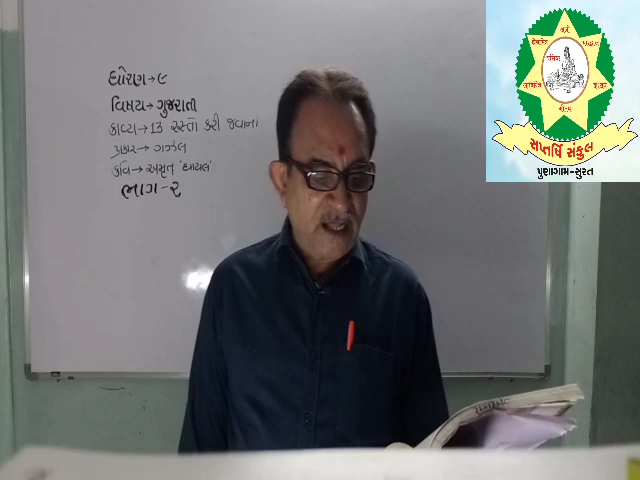 ધોરણ→૯
વિષય→ગુજરાતી
કાવ્ય→13 રસ્તો કરી જવાના
પ્રકાર→ગઝલ
કવિ→અમૃત 'ઘાયલ'
ભાગ-૨
સપ્તર્ષિ સંકુલ
પુણાગામ-સુરત